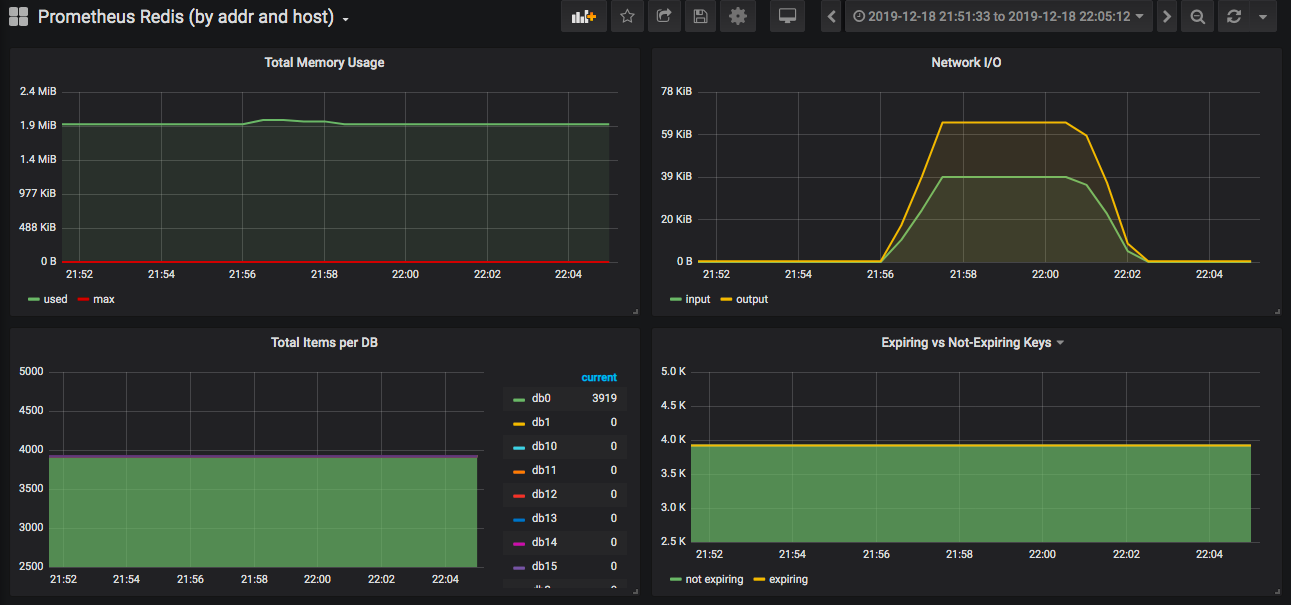 Prometheus Redis (by addr and host)
2019-12-18 21:51:33 to 2019-12-18 22:05:12
Total Memory Usage
2.4 MiB
1.9 MiB
1.4 MiB
977 KiB
488 KiB
0 B
21:52 21:54 21:56 21:58 22:00 22:02 22:04
used max
Network I/O
78 KiB
59 KiB
39 KiB
20 KiB
0 B
21:52 21:54 21:56 21:58 22:00 22:02 22:04
input output
Total Items per DB
5000
4500
4000
3500
3000
2500
21:52 21:54 21:56 21:58 22:00 22:02 22:04
current
db0 3919
db1 0
db10 0
db11 0
db12 0
db13 0
db14 0
db15 0
Expiring vs Not-Expiring Keys
5.0 K
4.5 K
4.0 K
3.5 K
3.0 K
2.5 K
21:52 21:54 21:56 21:58 22:00 22:02 22:04
not expiring expiring